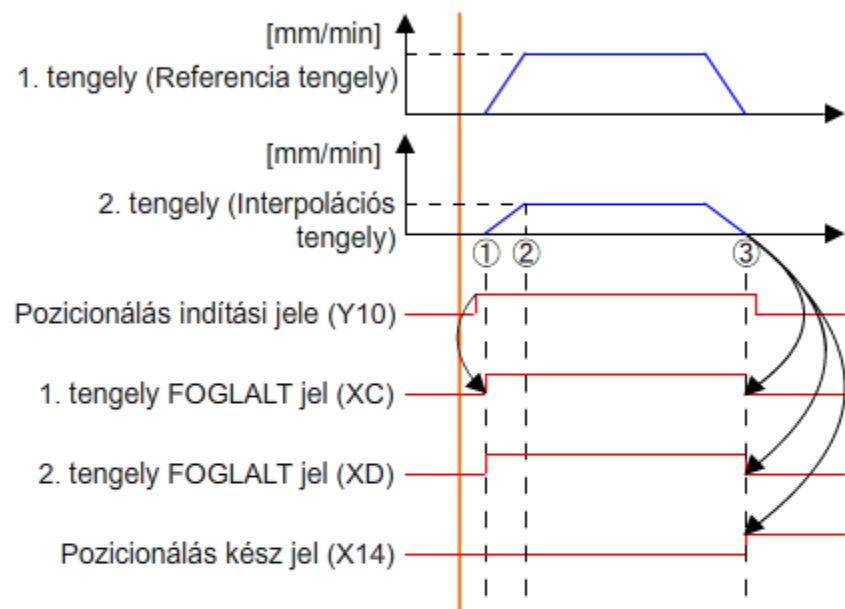 [mm/min]
1. tengely (Referencia tengely)
[mm/min]
2. tengely (Interpolációs
tengely)
① ② ③
Pozicionálás indítási jele (Y10)
1. tengely FOGLALT jel (XC)
2. tengely FOGLALT jel (XD)
Pozicionálás kész jel (X14)